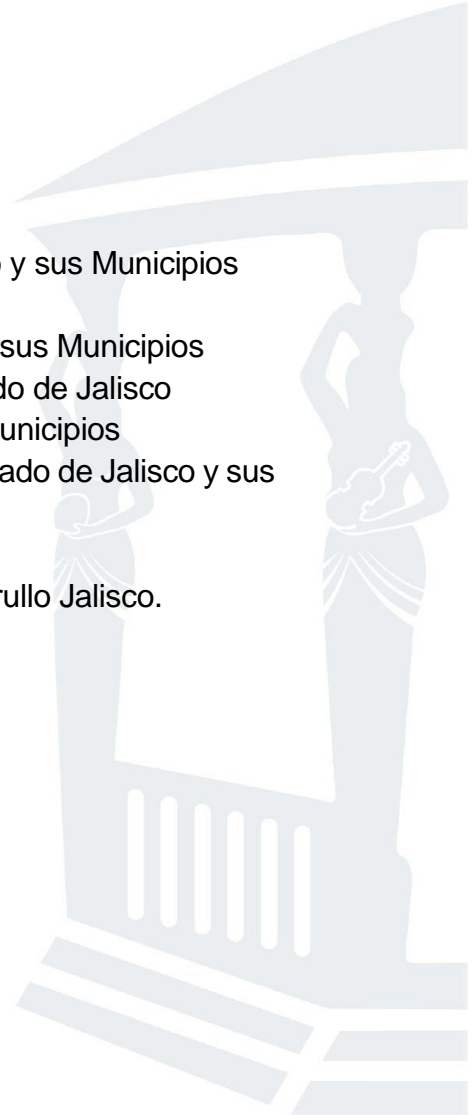 y sus Municipios
sus Municipios
do de Jalisco
unicipios
ado de Jalisco y sus
rullo Jalisco.